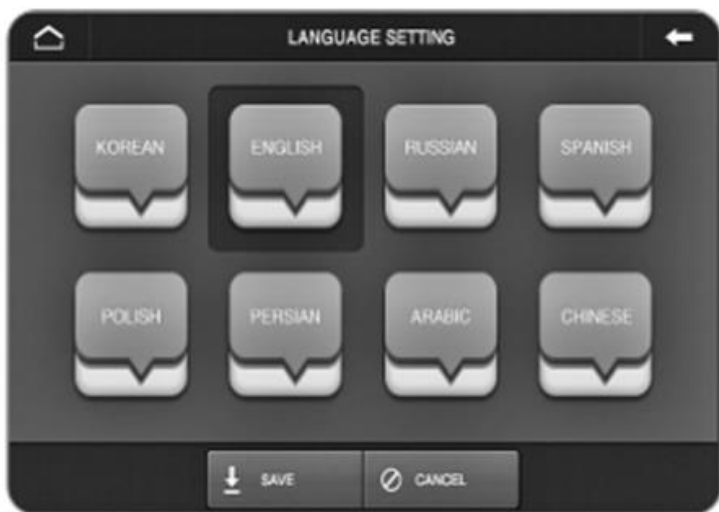 LANGUAGE SETTING
KOREAN ENGLISH RUSSIAN SPANISH
POLISH PERSIAN ARABIC CHINESE
SAVE CANCEL